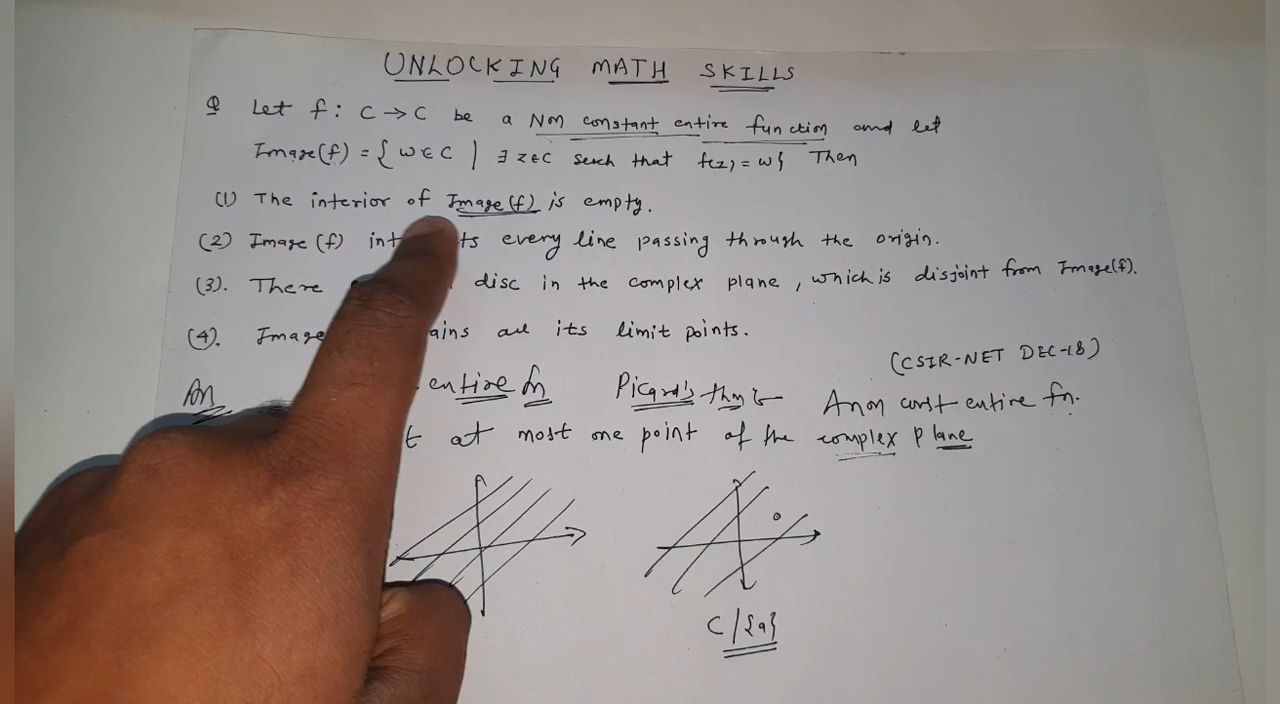 UNLOCKING MATH SKILLS
Q Let f: C → C be a Non constant entire function and let
Image(f) = { w ∈ C | ∃ z ∈ C such that f(z) = w} Then
(1) The interior of Image(f) is empty.
(2) Image (f) int ts every line passing through the origin.
(3). There disc in the complex plane, which is disjoint from Image(f).
(4). Image ains all its limit points.
(CSIR-NET DEC-18)
An entire fn Picard's thm :- A non const entire fn.
t at most one point of the complex plane
C/{a}